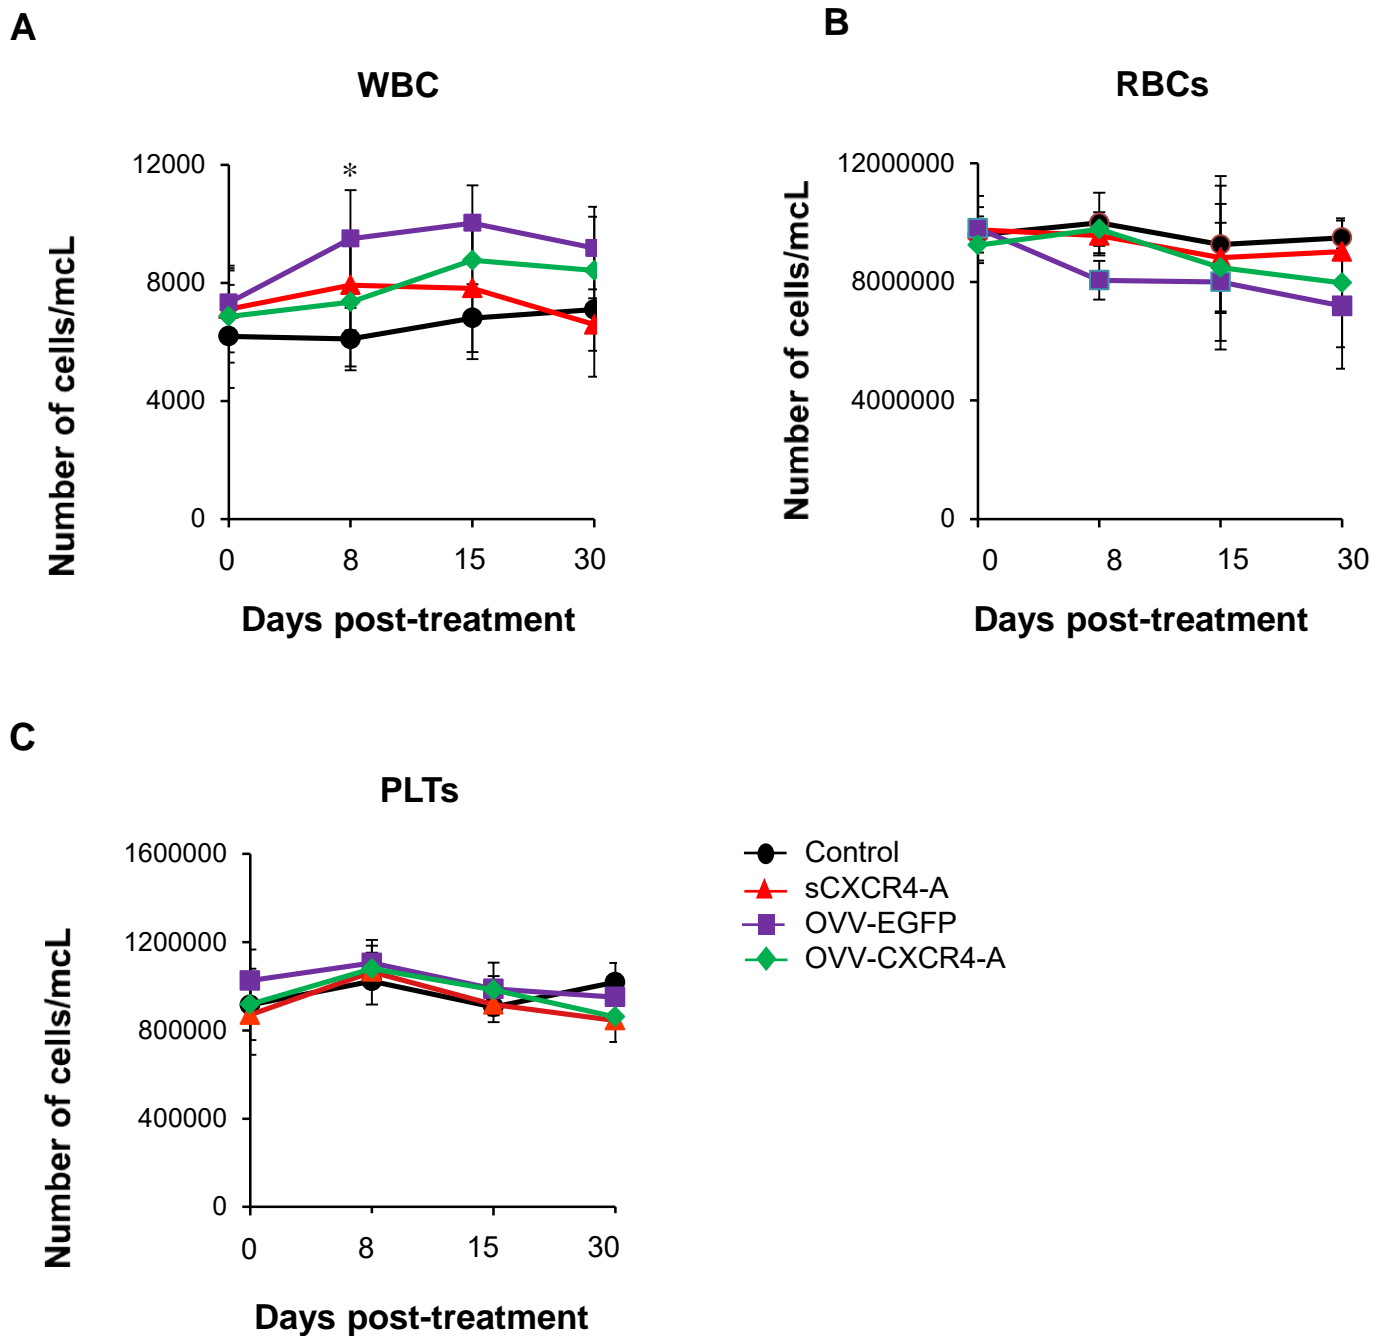 A
WBC
Number of cells/mcL
12000
8000
4000
0
*
0 8 15 30
Days post-treatment
B
RBCs
Number of cells/mcL
12000000
8000000
4000000
0
0 8 15 30
Days post-treatment
C
PLTs
Number of cells/mcL
1600000
1200000
800000
400000
0
0 8 15 30
Days post-treatment
Control
sCXCR4-A
OVV-EGFP
OVV-CXCR4-A